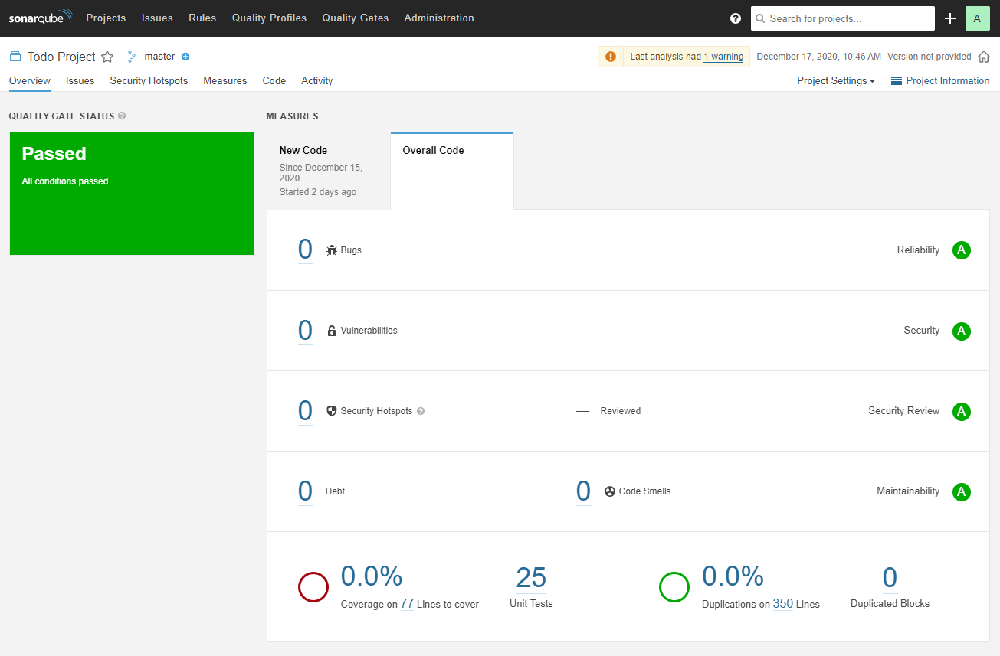 sonarqube Projects Issues Rules Quality Profiles Quality Gates Administration ? Search for projects... A
Todo Project master Last analysis had 1 warning December 17, 2020, 10:46 AM Version not provided
Overview Issues Security Hotspots Measures Code Activity Project Settings Project Information
QUALITY GATE STATUS ?
Passed
All conditions passed.
MEASURES
New Code
Since December 15,
2020
Started 2 days ago
Overall Code
0 Bugs Reliability A
0 Vulnerabilities Security A
0 Security Hotspots ? — Reviewed Security Review A
0 Debt 0 Code Smells Maintainability A
0.0%
Coverage on 77 Lines to cover
25
Unit Tests
0.0%
Duplications on 350 Lines
0
Duplicated Blocks